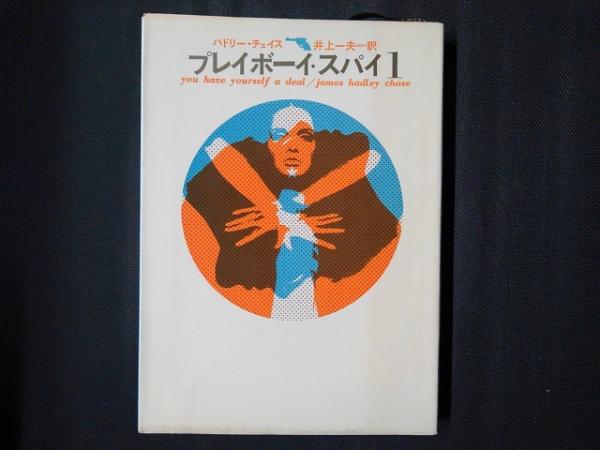 ハドリー・チェイス 井上一夫=訳
プレイボーイ・スパイ1
you have yourself a deal/james hadley chase